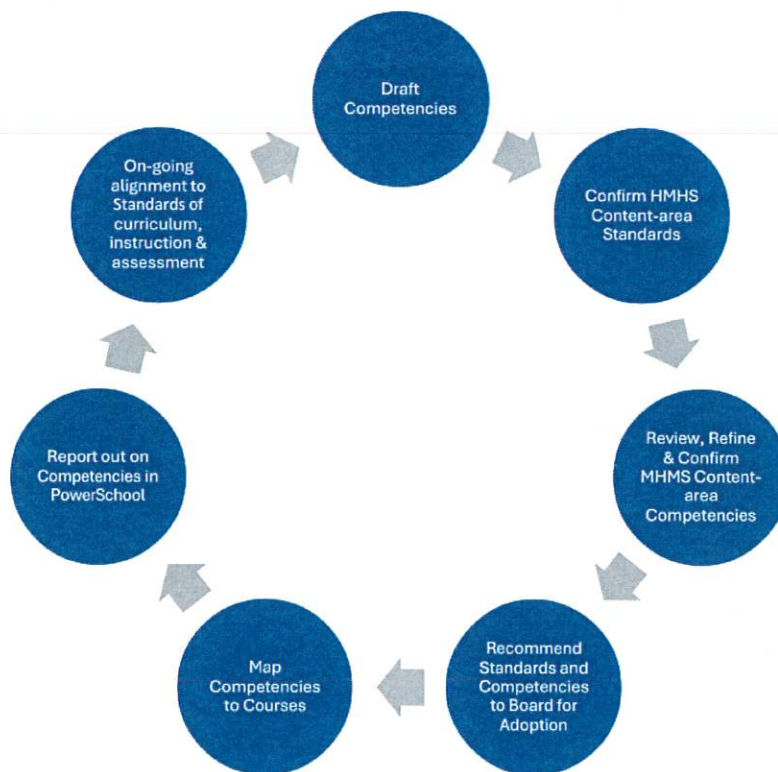 Draft
Competencies
Confirm HMHS
Content-area
Standards
Review, Refine
& Confirm
MHMS Content-
area
Competencies
Recommend
Standards and
Competencies
to Board for
Adoption
Map
Competencies
to Courses
Report out on
Competencies in
PowerSchool
On-going
alignment to
Standards of
curriculum,
instruction &
assessment